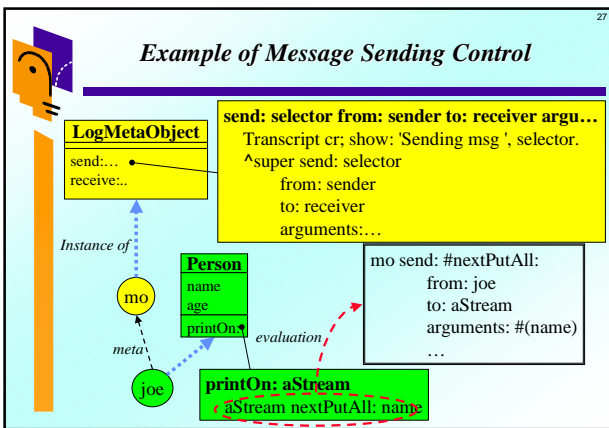 27
Example of Message Sending Control
send: selector from: sender to: receiver argu…
Transcript cr; show: 'Sending msg ', selector.
^super send: selector
from: sender
to: receiver
arguments:…
LogMetaObject
send:…
receive:..
Instance of
mo
meta
joe
Person
name
age
printOn:
evaluation
mo send: #nextPutAll:
from: joe
to: aStream
arguments: #(name)
…
printOn: aStream
aStream nextPutAll: name